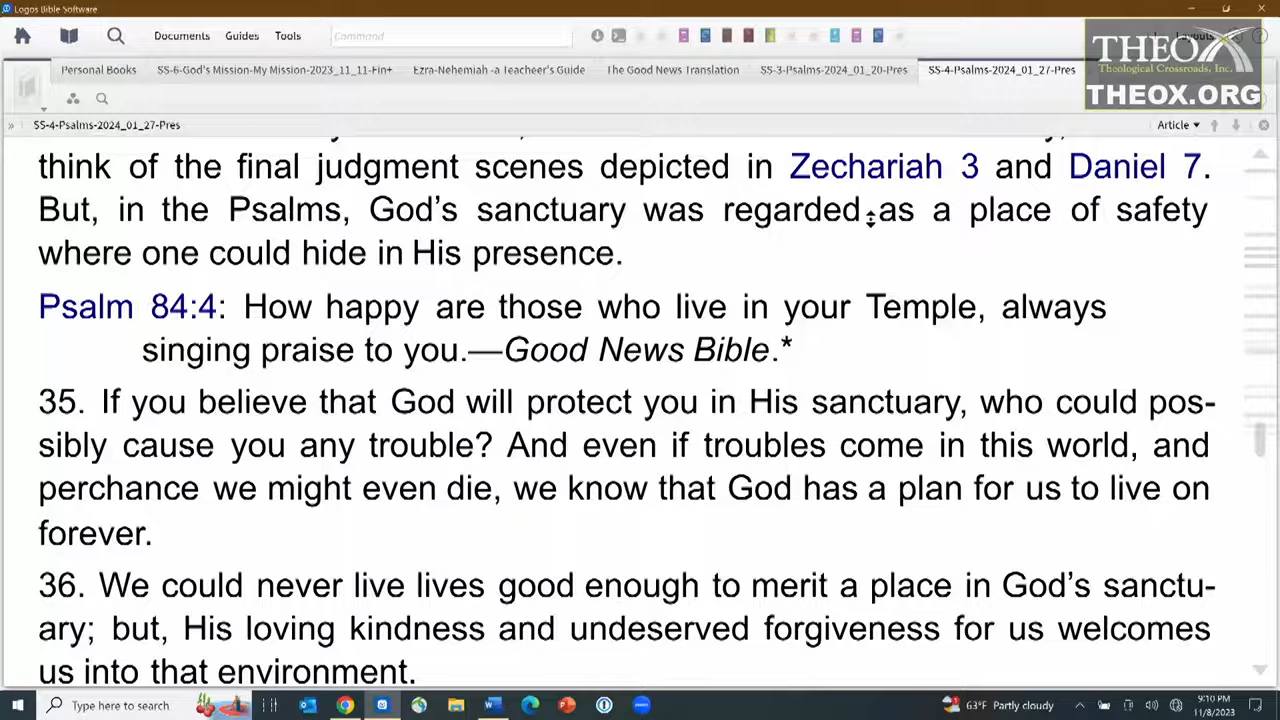 Logos Bible Software
Documents Guides Tools Command
THEOX
Theological Crossroads, Inc.
THEOX.ORG
Personal Books SS-6-God's Mission-My Mission-2023_11_11-Fin+ Teacher's Guide The Good News Translation SS-3-Psalms-2024_01_20-Pres SS-4-Psalms-2024_01_27-Pres
SS-4-Psalms-2024_01_27-Pres Article
think of the final judgment scenes depicted in Zechariah 3 and Daniel 7.
But, in the Psalms, God's sanctuary was regarded as a place of safety
where one could hide in His presence.
Psalm 84:4: How happy are those who live in your Temple, always
singing praise to you.—Good News Bible.*
35. If you believe that God will protect you in His sanctuary, who could pos-
sibly cause you any trouble? And even if troubles come in this world, and
perchance we might even die, we know that God has a plan for us to live on
forever.
36. We could never live lives good enough to merit a place in God's sanctu-
ary; but, His loving kindness and undeserved forgiveness for us welcomes
us into that environment.
Type here to search 63°F Partly cloudy 9:10 PM
11/8/2023